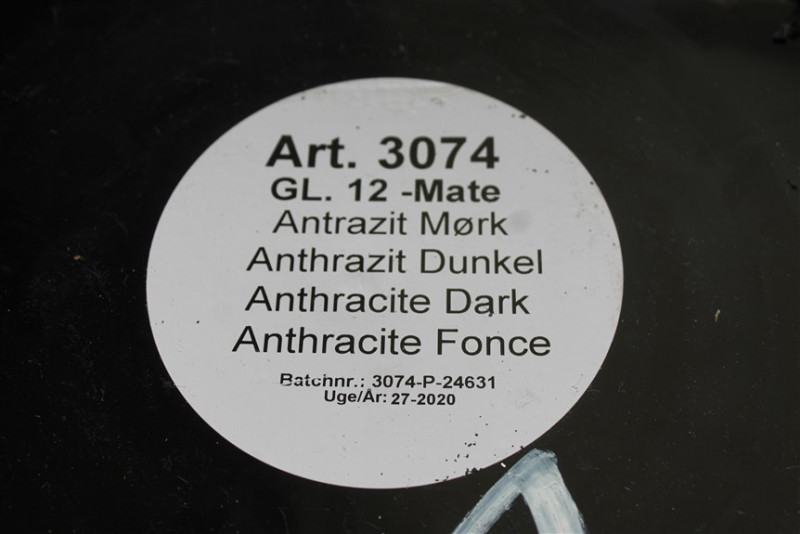 Art. 3074
GL. 12 -Mate
Antrazit Mørk
Anthrazit Dunkel
Anthracite Dark
Anthracite Fonce
Batchnr.: 3074-P-24631
Uge/År: 27-2020